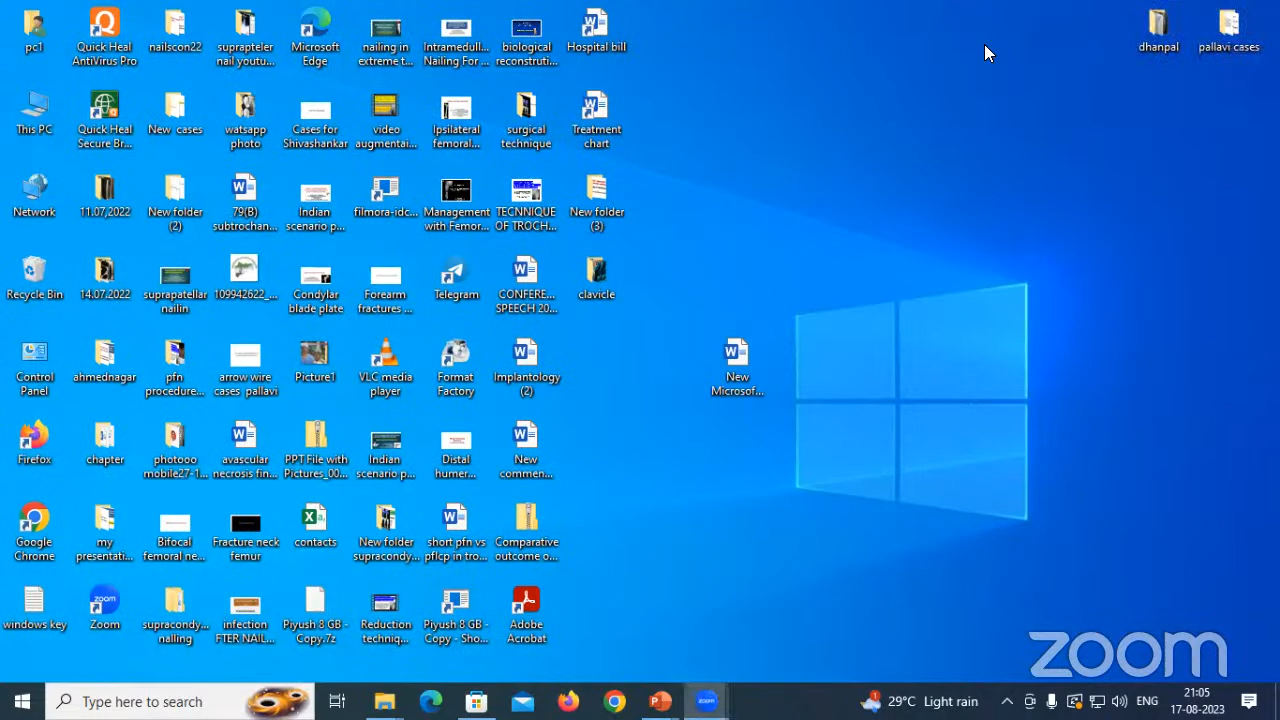 pc1
Quick Heal
AntiVirus Pro
nailscon22
suprapteler
nail youtu...
Microsoft
Edge
nailing in
extreme t...
Intramedull...
Nailing For ...
biological
reconstruti...
Hospital bill
dhanpal
pallavi cases
This PC
Quick Heal
Secure Br...
New cases
watsapp
photo
Cases for
Shivashankar
video
augmentai...
Ipsilateral
femoral...
surgical
technique
Treatment
chart
Network
11.07,2022
New folder
(2)
79(B)
subtrochan...
Indian
scenario p...
filmora-idc...
Management
with Femor...
TECNNIQUE
OF TROCH...
New folder
(3)
Recycle Bin
14.07.2022
suprapatellar
nailin
109942622_...
Condylar
blade plate
Forearm
fractures ...
Telegram
CONFERE...
SPEECH 20...
clavicle
Control
Panel
ahmednagar
pfn
procedure...
arrow wire
cases pallavi
Picture1
VLC media
player
Format
Factory
Implantology
(2)
New
Microsof...
Firefox
chapter
photooo
mobile27-1...
avascular
necrosis fin...
PPT File with
Pictures_00...
Indian
scenario p...
Distal
humer...
New
commen...
Google
Chrome
my
presentati...
Bifocal
femoral ne...
Fracture neck
femur
contacts
New folder
supracondy...
short pfn vs
pflcp in tro...
Comparative
outcome o...
windows key
Zoom
supracondy...
nalling
infection
FTER NAIL...
Piyush 8 GB -
Copy.7z
Reduction
techniq...
Piyush 8 GB -
Copy - Sho...
Adobe
Acrobat
zoom
Type here to search
zoom
1
29°C Light rain
ENG
21:05
17-08-2023